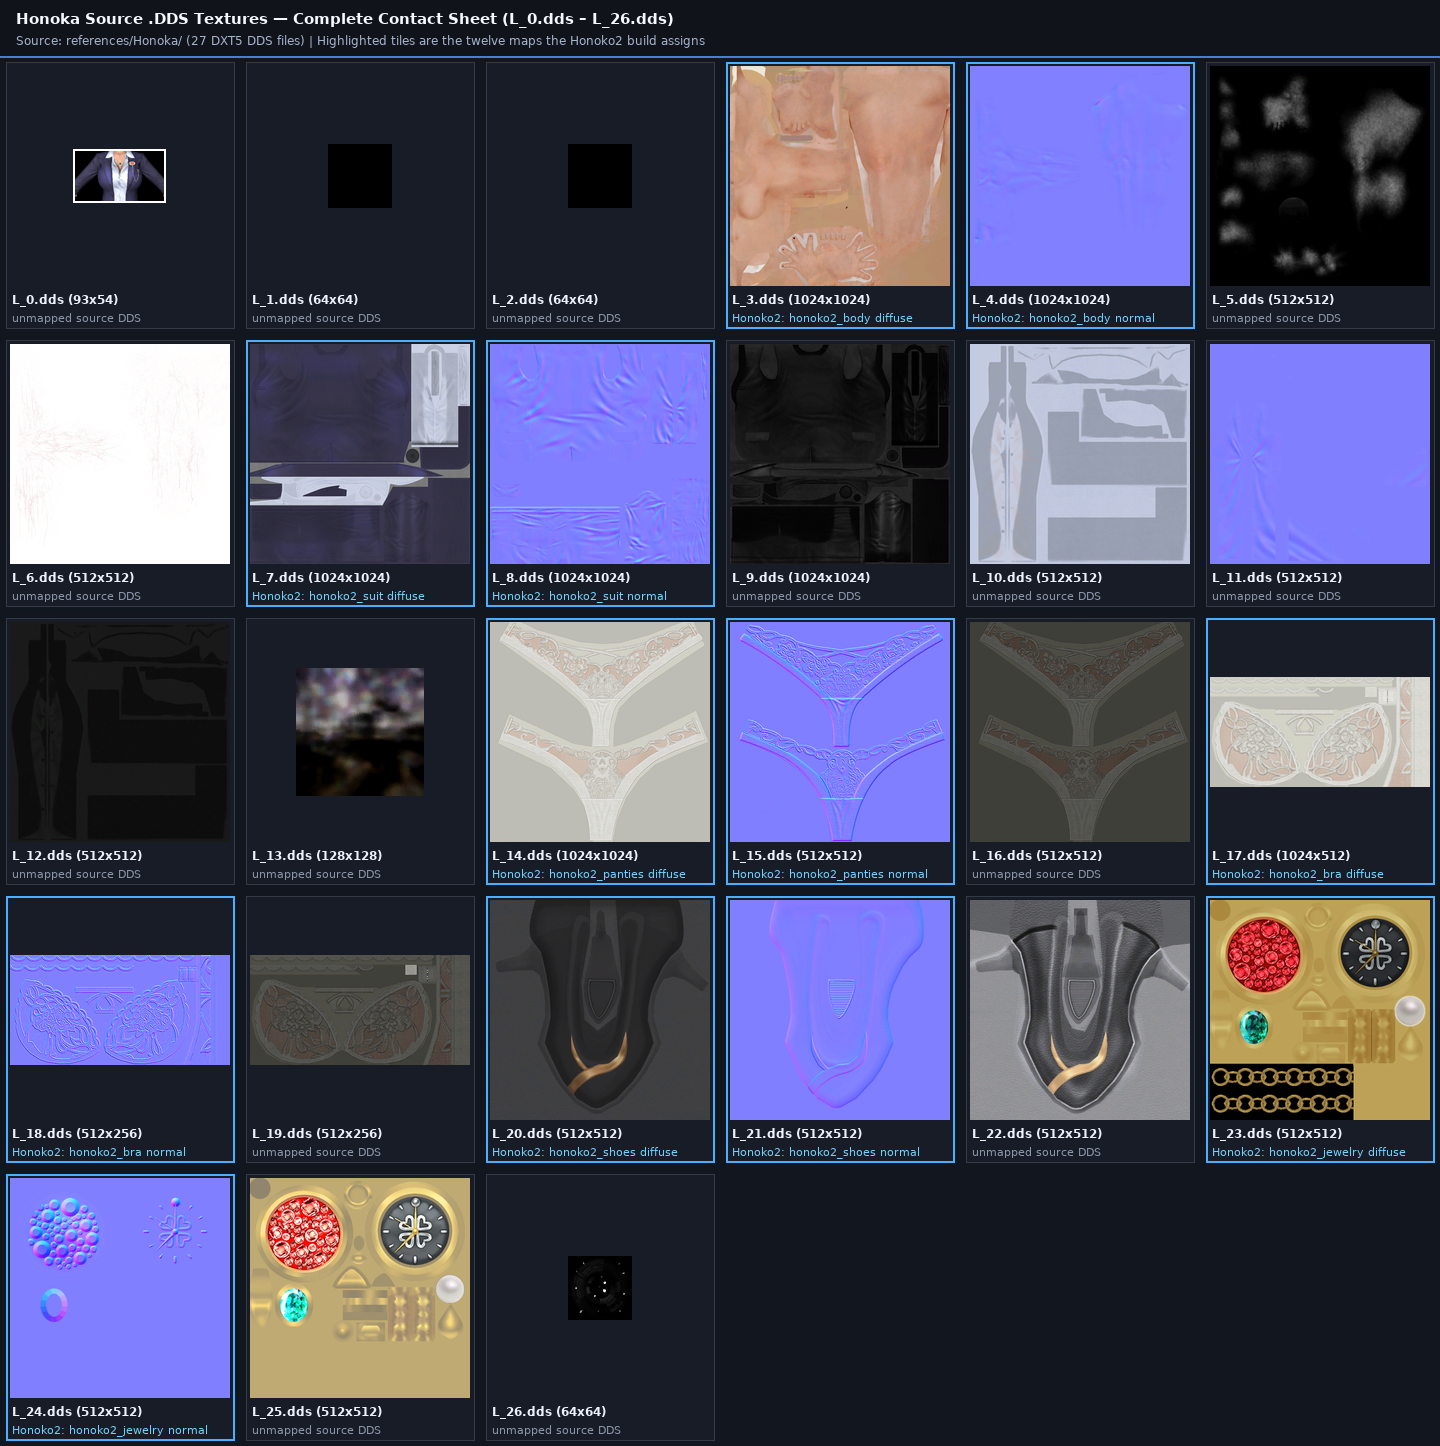 Honoka Source .DDS Textures — Complete Contact Sheet (L_0.dds – L_26.dds)
Source: references/Honoka/ (27 DXT5 DDS files) | Highlighted tiles are the twelve maps the Honoko2 build assigns
L_0.dds (93x54)
unmapped source DDS
L_1.dds (64x64)
unmapped source DDS
L_2.dds (64x64)
unmapped source DDS
L_3.dds (1024x1024)
Honoko2: honoko2_body diffuse
L_4.dds (1024x1024)
Honoko2: honoko2_body normal
L_5.dds (512x512)
unmapped source DDS
L_6.dds (512x512)
unmapped source DDS
L_7.dds (1024x1024)
Honoko2: honoko2_suit diffuse
L_8.dds (1024x1024)
Honoko2: honoko2_suit normal
L_9.dds (1024x1024)
unmapped source DDS
L_10.dds (512x512)
unmapped source DDS
L_11.dds (512x512)
unmapped source DDS
L_12.dds (512x512)
unmapped source DDS
L_13.dds (128x128)
unmapped source DDS
L_14.dds (1024x1024)
Honoko2: honoko2_panties diffuse
L_15.dds (512x512)
Honoko2: honoko2_panties normal
L_16.dds (512x512)
unmapped source DDS
L_17.dds (1024x512)
Honoko2: honoko2_bra diffuse
L_18.dds (512x256)
Honoko2: honoko2_bra normal
L_19.dds (512x256)
unmapped source DDS
L_20.dds (512x512)
Honoko2: honoko2_shoes diffuse
L_21.dds (512x512)
Honoko2: honoko2_shoes normal
L_22.dds (512x512)
unmapped source DDS
L_23.dds (512x512)
Honoko2: honoko2_jewelry diffuse
L_24.dds (512x512)
Honoko2: honoko2_jewelry normal
L_25.dds (512x512)
unmapped source DDS
L_26.dds (64x64)
unmapped source DDS